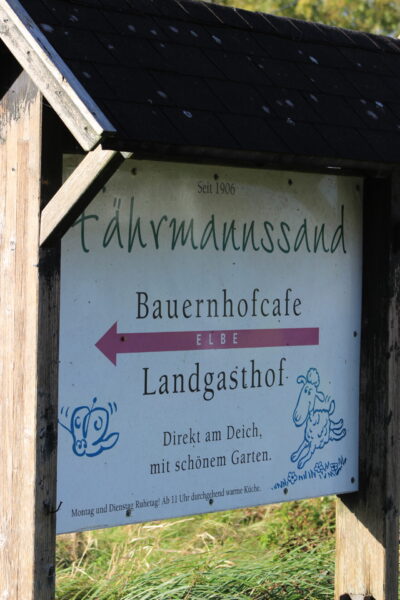 Seit 1906
Fährmannssand
Bauernhofcafe
ELBE
Landgasthof
Direkt am Deich,
mit schönem Garten.
Montag und Dienstag Ruhetag! Ab 11 Uhr durchgehend warme Küche.